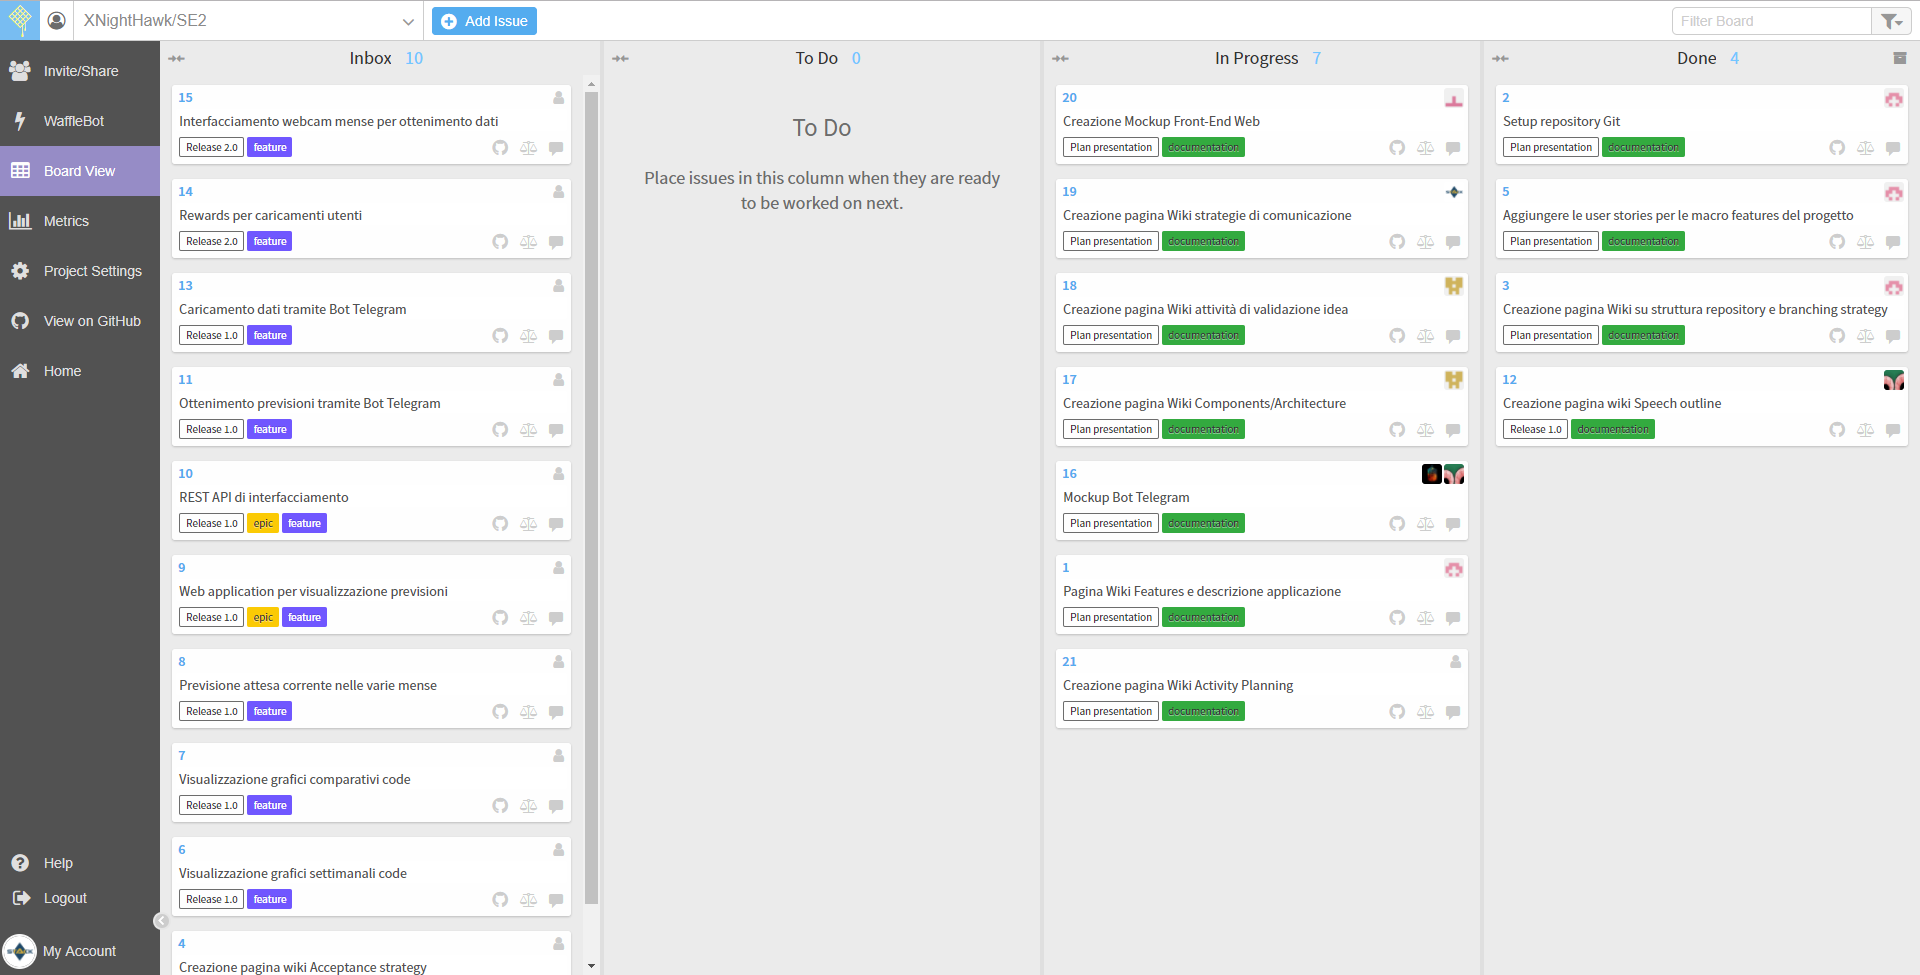 XNightHawk/SE2
Add Issue
Filter Board
Invite/Share
WaffleBot
Board View
Metrics
Project Settings
View on GitHub
Home
Help
Logout
My Account
Inbox 10
15
Interfacciamento webcam mense per ottenimento dati
Release 2.0 feature
14
Rewards per caricamenti utenti
Release 2.0 feature
13
Caricamento dati tramite Bot Telegram
Release 1.0 feature
11
Ottenimento previsioni tramite Bot Telegram
Release 1.0 feature
10
REST API di interfacciamento
Release 1.0 epic feature
9
Web application per visualizzazione previsioni
Release 1.0 epic feature
8
Previsione attesa corrente nelle varie mense
Release 1.0 feature
7
Visualizzazione grafici comparativi code
Release 1.0 feature
6
Visualizzazione grafici settimanali code
Release 1.0 feature
4
Creazione pagina wiki Acceptance strategy
To Do 0
To Do
Place issues in this column when they are ready
to be worked on next.
In Progress 7
20
Creazione Mockup Front-End Web
Plan presentation documentation
19
Creazione pagina Wiki strategie di comunicazione
Plan presentation documentation
18
Creazione pagina Wiki attività di validazione idea
Plan presentation documentation
17
Creazione pagina Wiki Components/Architecture
Plan presentation documentation
16
Mockup Bot Telegram
Plan presentation documentation
1
Pagina Wiki Features e descrizione applicazione
Plan presentation documentation
21
Creazione pagina Wiki Activity Planning
Plan presentation documentation
Done 4
2
Setup repository Git
Plan presentation documentation
5
Aggiungere le user stories per le macro features del progetto
Plan presentation documentation
3
Creazione pagina Wiki su struttura repository e branching strategy
Plan presentation documentation
12
Creazione pagina wiki Speech outline
Release 1.0 documentation